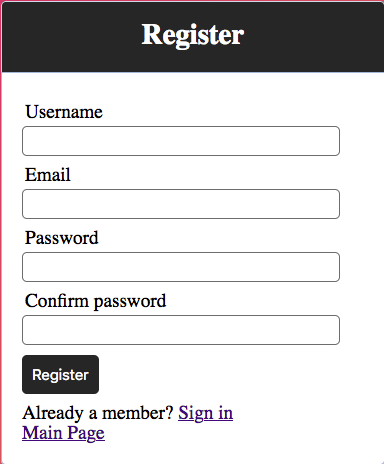 Register
Username
Email
Password
Confirm password
Register
Already a member? Sign in
Main Page